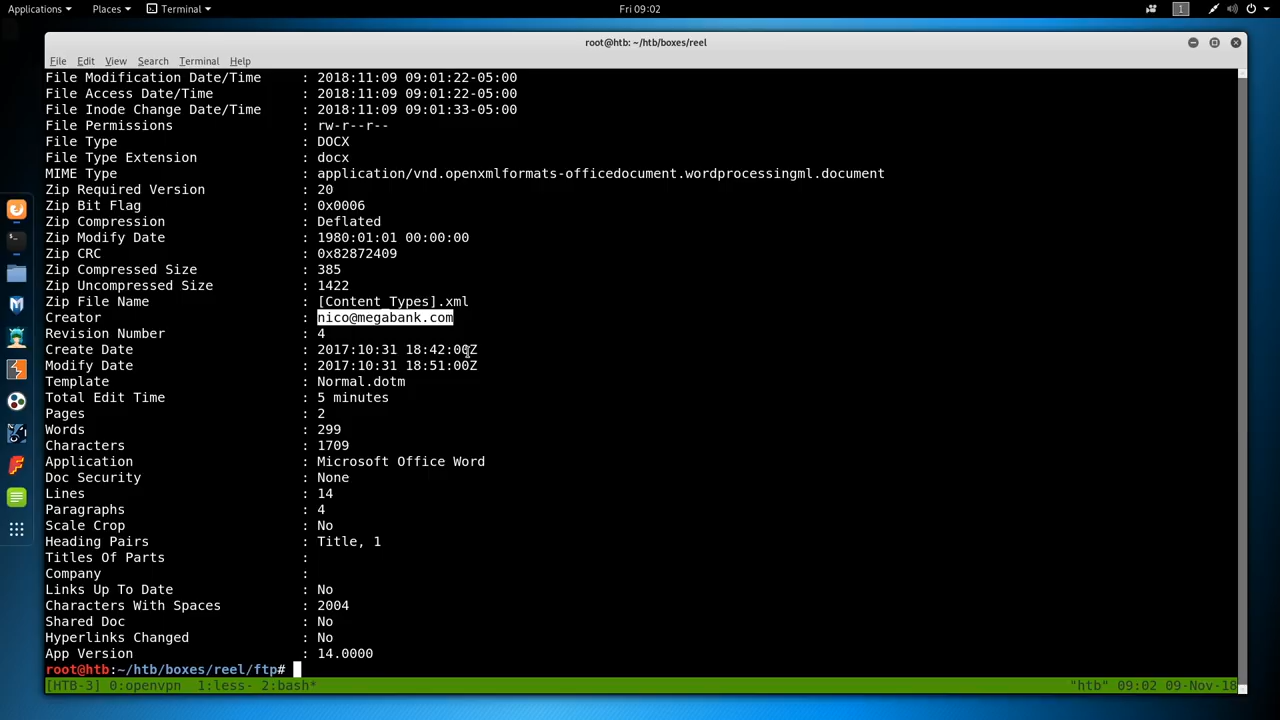 Applications Places Terminal Fri 09:02 1
root@htb: ~/htb/boxes/reel
File Edit View Search Terminal Help
File Modification Date/Time : 2018:11:09 09:01:22-05:00
File Access Date/Time : 2018:11:09 09:01:22-05:00
File Inode Change Date/Time : 2018:11:09 09:01:33-05:00
File Permissions : rw-r--r--
File Type : DOCX
File Type Extension : docx
MIME Type : application/vnd.openxmlformats-officedocument.wordprocessingml.document
Zip Required Version : 20
Zip Bit Flag : 0x0006
Zip Compression : Deflated
Zip Modify Date : 1980:01:01 00:00:00
Zip CRC : 0x82872409
Zip Compressed Size : 385
Zip Uncompressed Size : 1422
Zip File Name : [Content_Types].xml
Creator : nico@megabank.com
Revision Number : 4
Create Date : 2017:10:31 18:42:00Z
Modify Date : 2017:10:31 18:51:00Z
Template : Normal.dotm
Total Edit Time : 5 minutes
Pages : 2
Words : 299
Characters : 1709
Application : Microsoft Office Word
Doc Security : None
Lines : 14
Paragraphs : 4
Scale Crop : No
Heading Pairs : Title, 1
Titles Of Parts :
Company :
Links Up To Date : No
Characters With Spaces : 2004
Shared Doc : No
Hyperlinks Changed : No
App Version : 14.0000
root@htb:~/htb/boxes/reel/ftp#
[HTB-3] 0:openvpn 1:less- 2:bash* "htb" 09:02 09-Nov-18